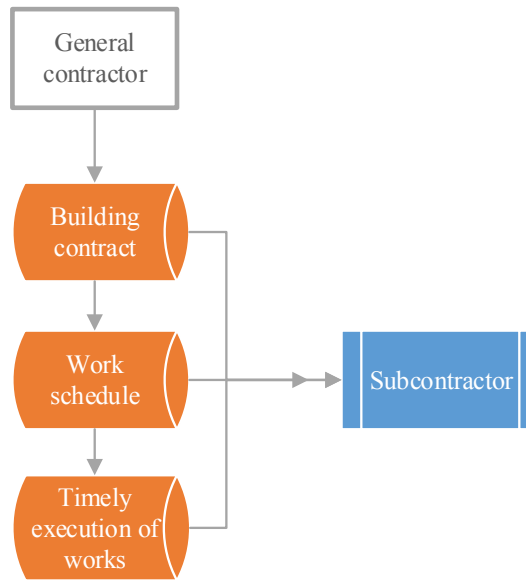 General
contractor
Building
contract
Work
schedule
Subcontractor
Timely
execution of
works